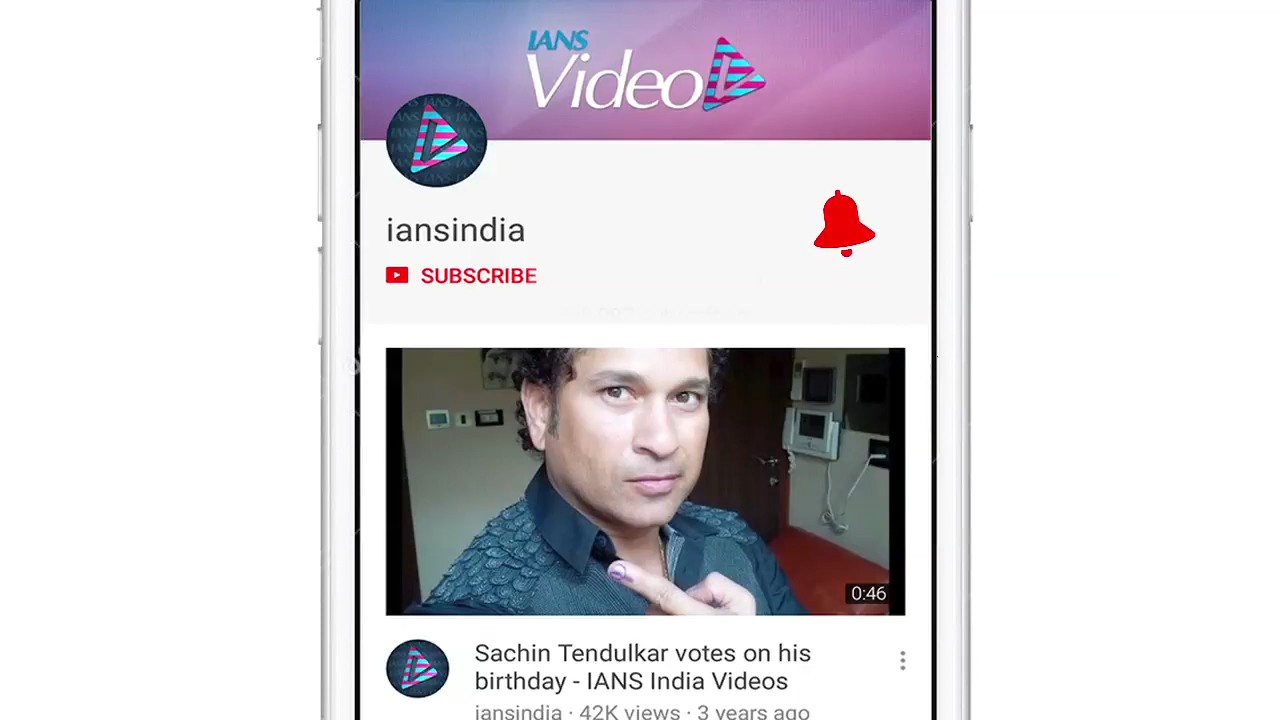 IANS
Video
iansindia
SUBSCRIBE
0:46
Sachin Tendulkar votes on his
birthday - IANS India Videos
iansindia · 42K views · 3 years ago